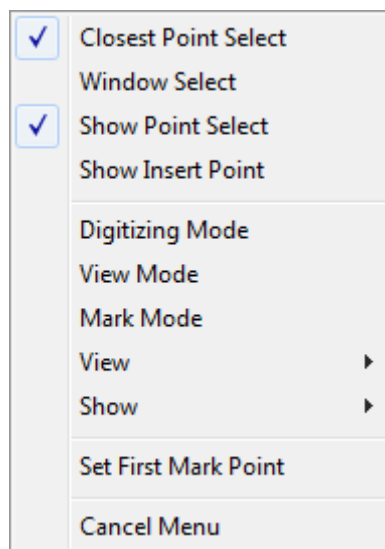 Closest Point Select
Window Select
Show Point Select
Show Insert Point
Digitizing Mode
View Mode
Mark Mode
View
Show
Set First Mark Point
Cancel Menu